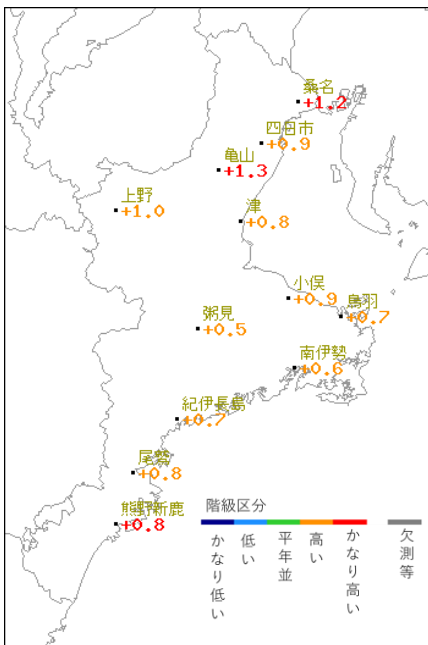 桑名
+1.2
四日市
+0.9
亀山
+1.3
上野
+1.0
津
+0.8
小俣
+0.9
鳥羽
+0.7
粥見
+0.5
南伊勢
+0.6
紀伊長島
+0.7
尾鷲
+0.8
熊野新鹿
+0.8
階級区分
かなり低い
低い
平年並
高い
かなり高い
欠測等